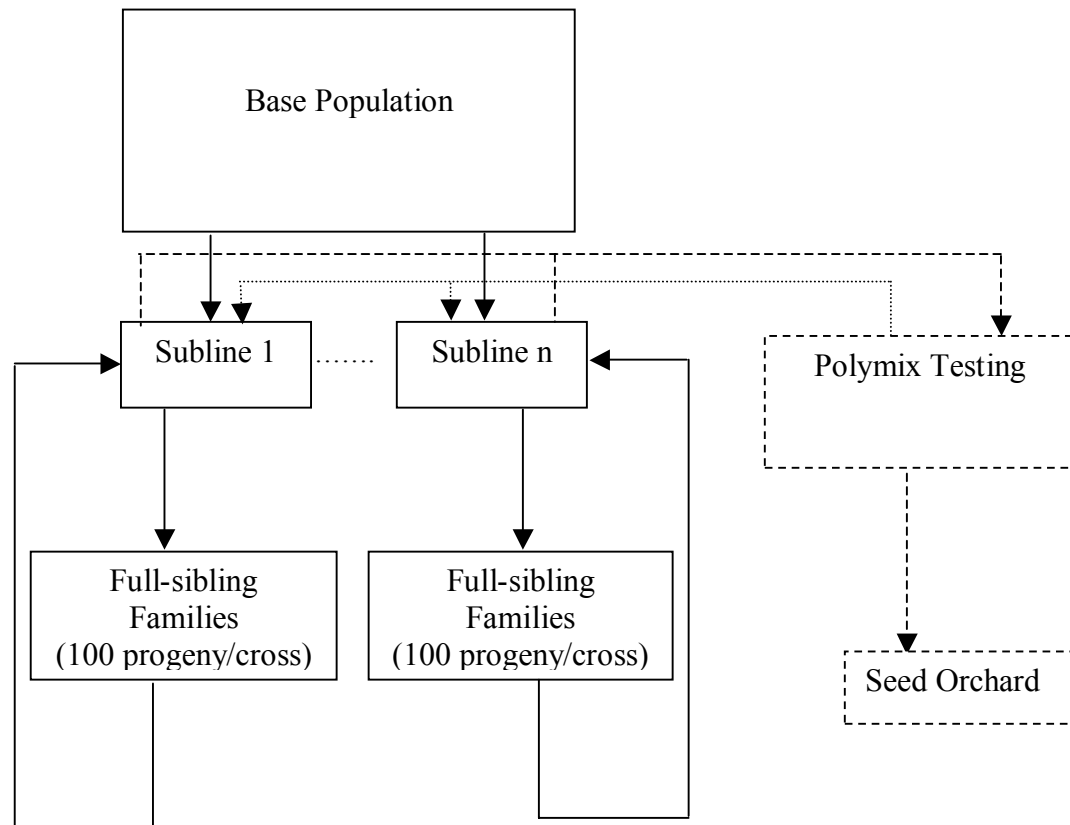 Base Population
Subline 1
.......
Subline n
Polymix Testing
Full-sibling
Families
(100 progeny/cross)
Full-sibling
Families
(100 progeny/cross)
Seed Orchard